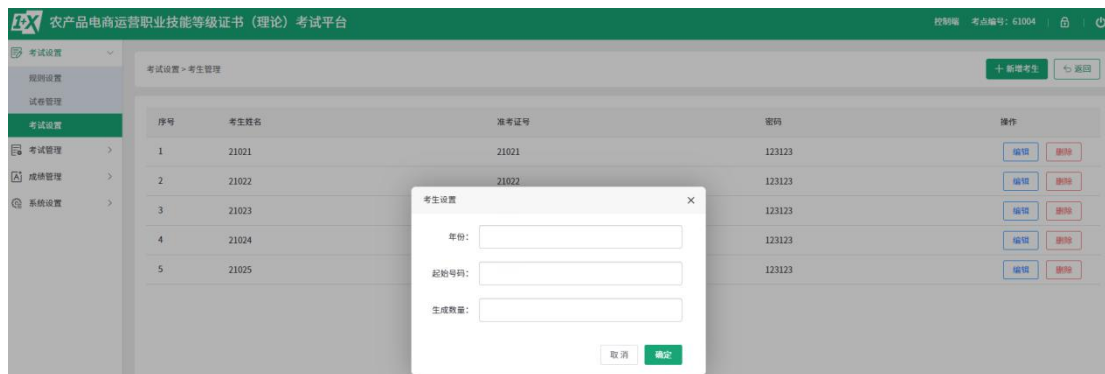 1+X 农产品电商运营职业技能等级证书（理论）考试平台 控制端 考点编号：61004
考试设置
规则设置
试卷管理
考试设置
考试管理
成绩管理
系统设置
考试设置 > 考生管理 + 新增考生 返回
序号 考生姓名 准考证号 密码 操作
1 21021 21021 123123 编辑 删除
2 21022 21022 123123 编辑 删除
3 21023 123123 编辑 删除
4 21024 123123 编辑 删除
5 21025 123123 编辑 删除
考生设置 ×
年份：
起始号码：
生成数量：
取消 确定